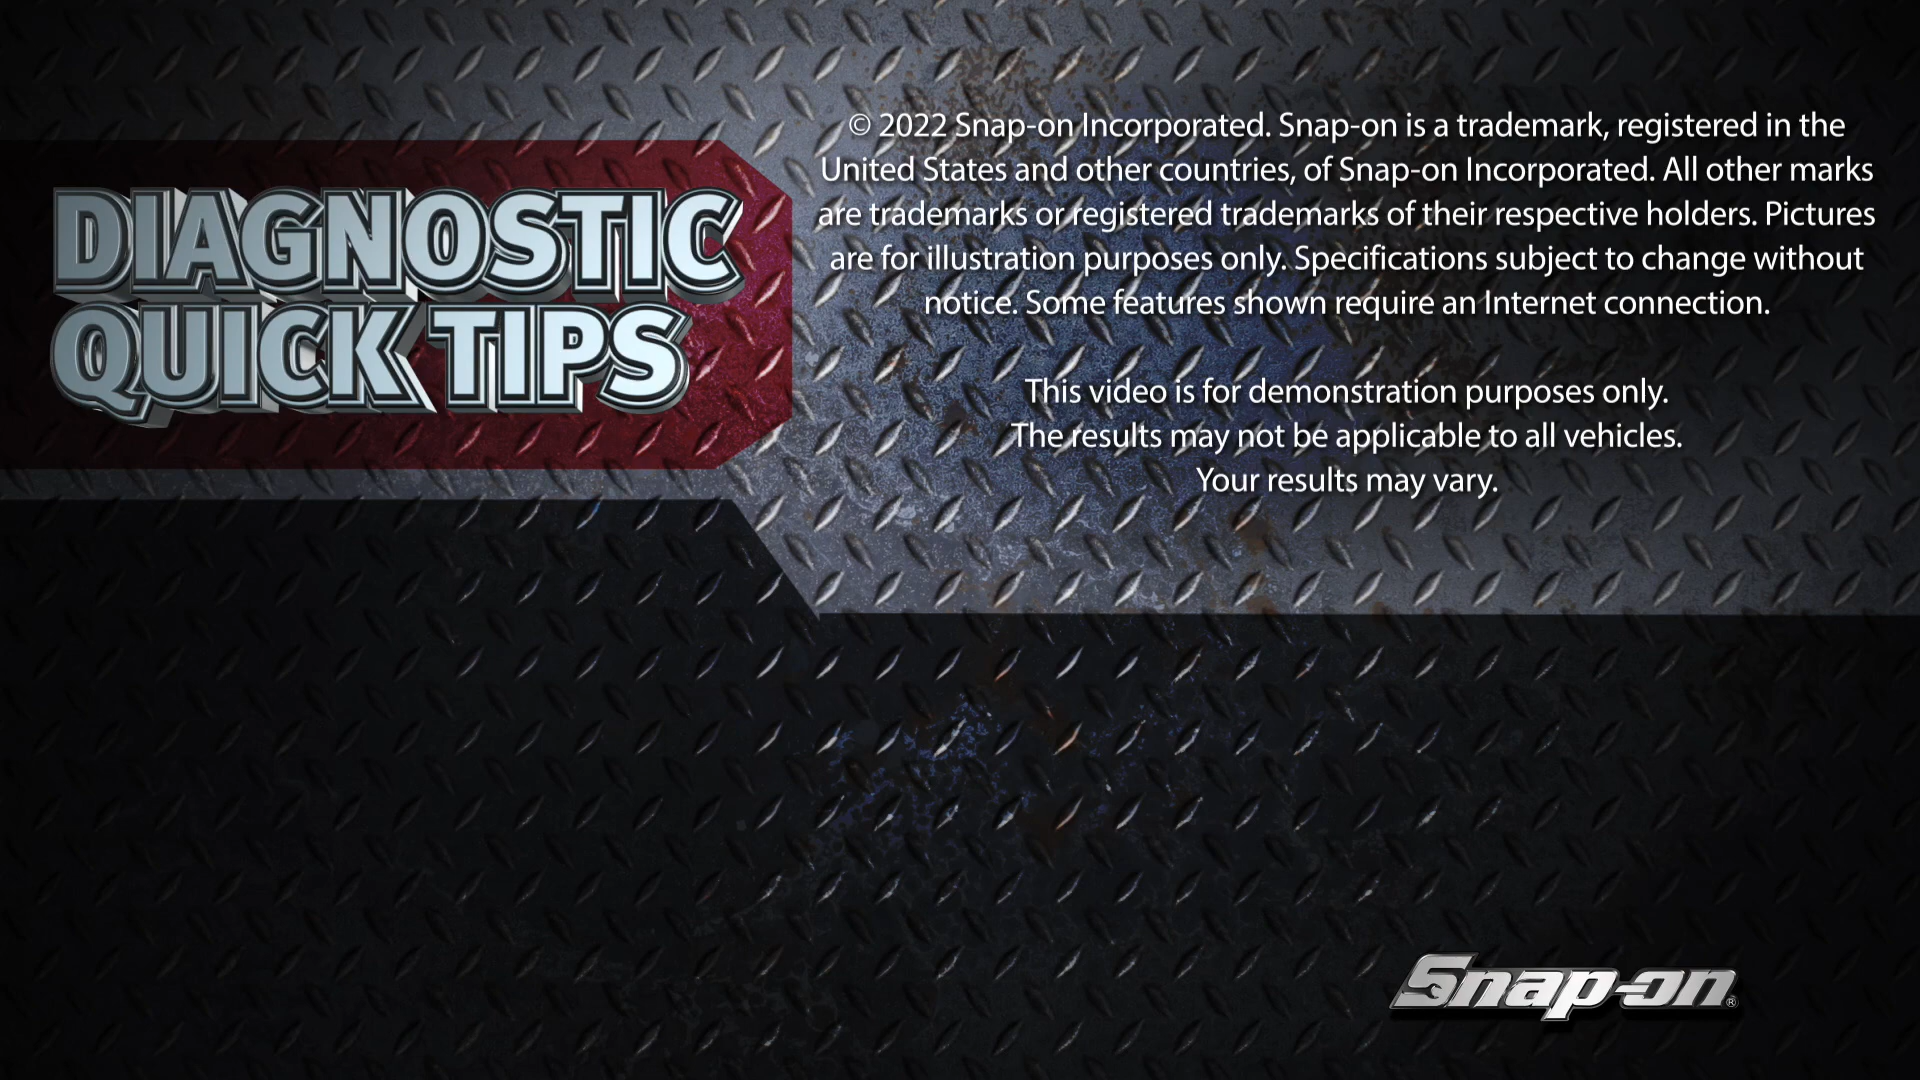 DIAGNOSTIC
QUICK TIPS
© 2022 Snap-on Incorporated. Snap-on is a trademark, registered in the
United States and other countries, of Snap-on Incorporated. All other marks
are trademarks or registered trademarks of their respective holders. Pictures
are for illustration purposes only. Specifications subject to change without
notice. Some features shown require an Internet connection.
This video is for demonstration purposes only.
The results may not be applicable to all vehicles.
Your results may vary.
Snap-on®